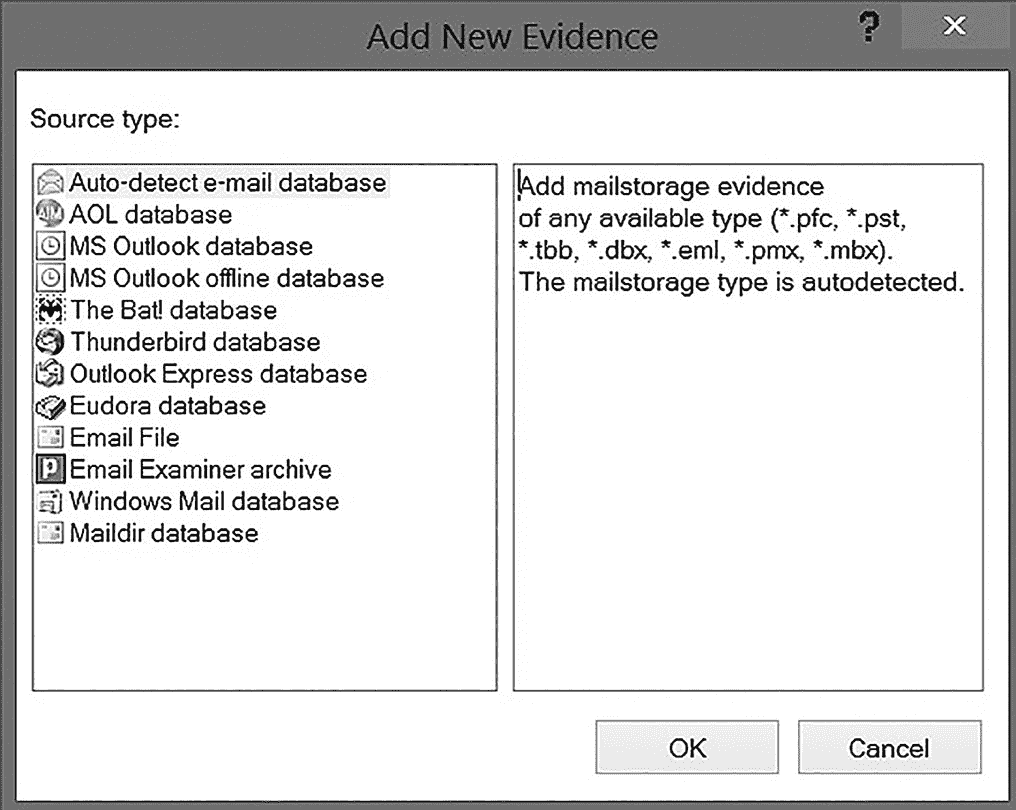 Add New Evidence
?
X
Source type:
Auto-detect e-mail database
AOL database
MS Outlook database
MS Outlook offline database
The Bat! database
Thunderbird database
Outlook Express database
Eudora database
Email File
Email Examiner archive
Windows Mail database
Maildir database
Add mailstorage evidence
of any available type (*.pfc, *.pst,
*.tbb, *.dbx, *.eml, *.pmx, *.mbx).
The mailstorage type is autodetected.
OK
Cancel